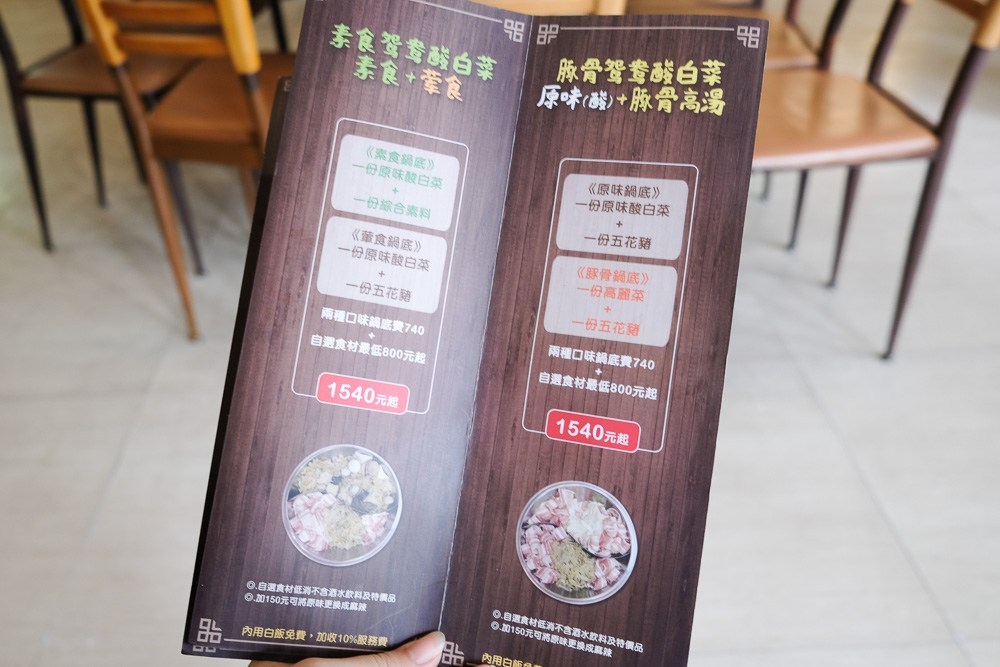 素食鴛鴦酸白菜
素食+葷食
《素食鍋底》
一份原味酸白菜
+
一份綜合素料
《葷食鍋底》
一份原味酸白菜
+
一份五花豬
兩種口味鍋底費740
+
自選食材最低800元起
1540元起
◎.自選食材低消不含酒水飲料及特價品
◎.加150元可將原味更換成麻辣
內用白飯免費，加收10%服務費
豚骨鴛鴦酸白菜
原味(酸)+豚骨高湯
《原味鍋底》
一份原味酸白菜
+
一份五花豬
《豚骨鍋底》
一份高麗菜
+
一份五花豬
兩種口味鍋底費740
+
自選食材最低800元起
1540元起
◎.自選食材低消不含酒水飲料及特價品
◎.加150元可將原味更換成麻辣
內用白飯免費